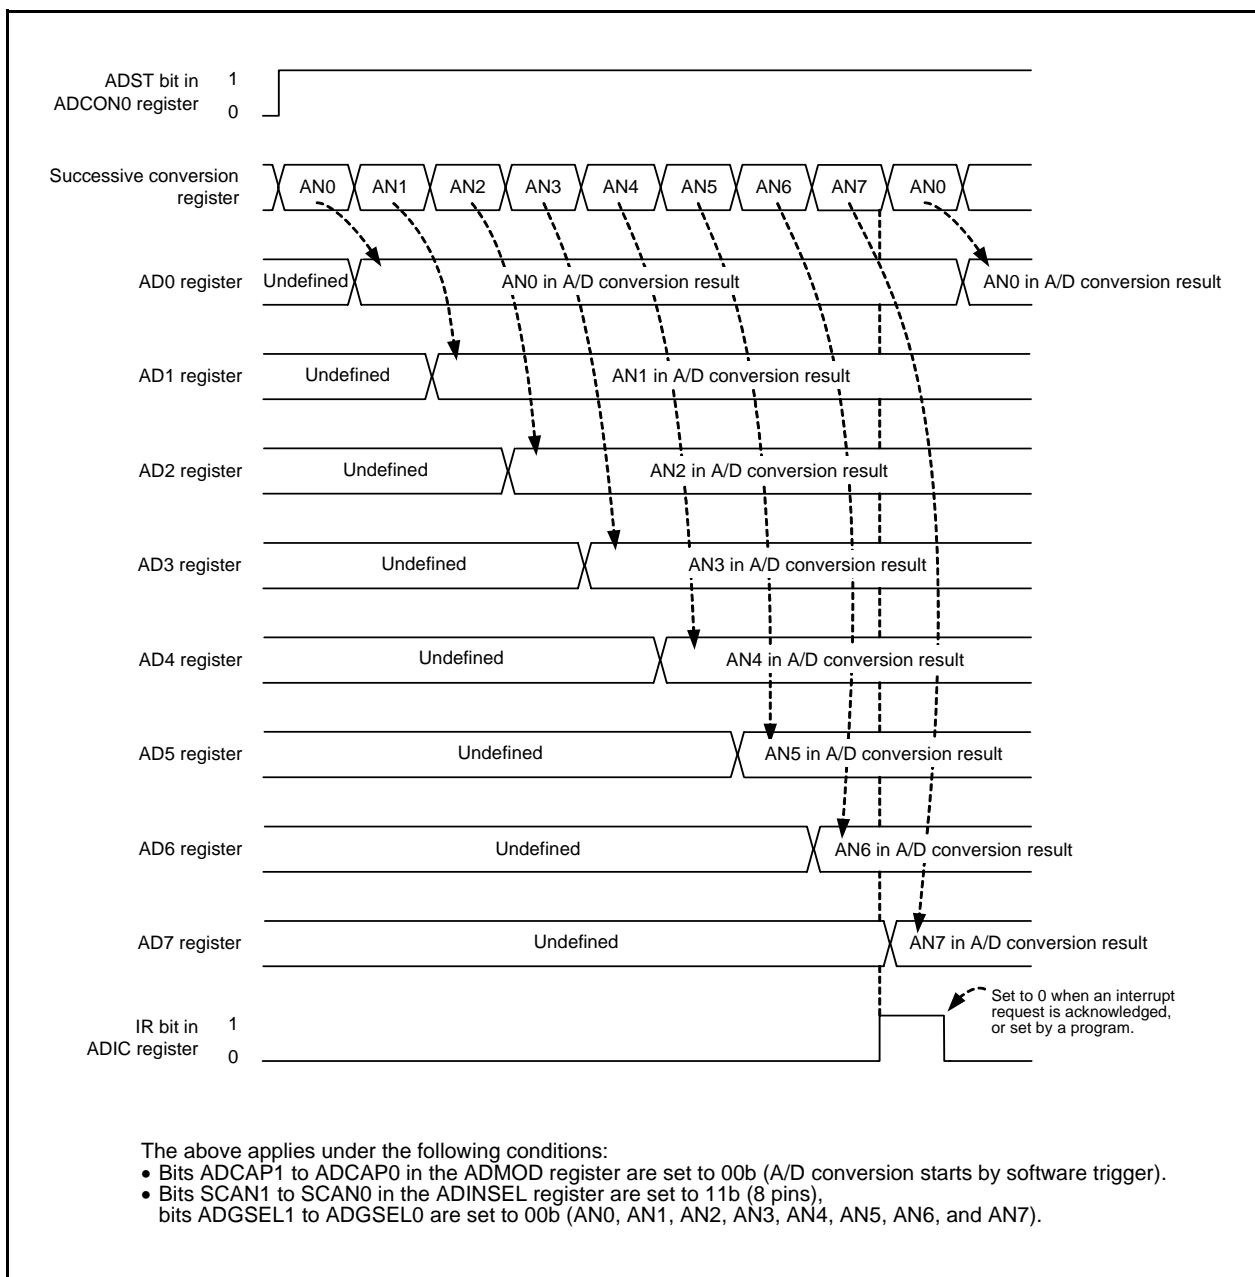 ADST bit in
ADCON0 register
1
0
Successive conversion
register
AN0 AN1 AN2 AN3 AN4 AN5 AN6 AN7 AN0
AD0 register
Undefined
AN0 in A/D conversion result
AN0 in A/D conversion result
AD1 register
Undefined
AN1 in A/D conversion result
AD2 register
Undefined
AN2 in A/D conversion result
AD3 register
Undefined
AN3 in A/D conversion result
AD4 register
Undefined
AN4 in A/D conversion result
AD5 register
Undefined
AN5 in A/D conversion result
AD6 register
Undefined
AN6 in A/D conversion result
AD7 register
Undefined
AN7 in A/D conversion result
IR bit in
ADIC register
1
0
Set to 0 when an interrupt
request is acknowledged,
or set by a program.
The above applies under the following conditions:
• Bits ADCAP1 to ADCAP0 in the ADMOD register are set to 00b (A/D conversion starts by software trigger).
• Bits SCAN1 to SCAN0 in the ADINSEL register are set to 11b (8 pins),
bits ADGSEL1 to ADGSEL0 are set to 00b (AN0, AN1, AN2, AN3, AN4, AN5, AN6, and AN7).